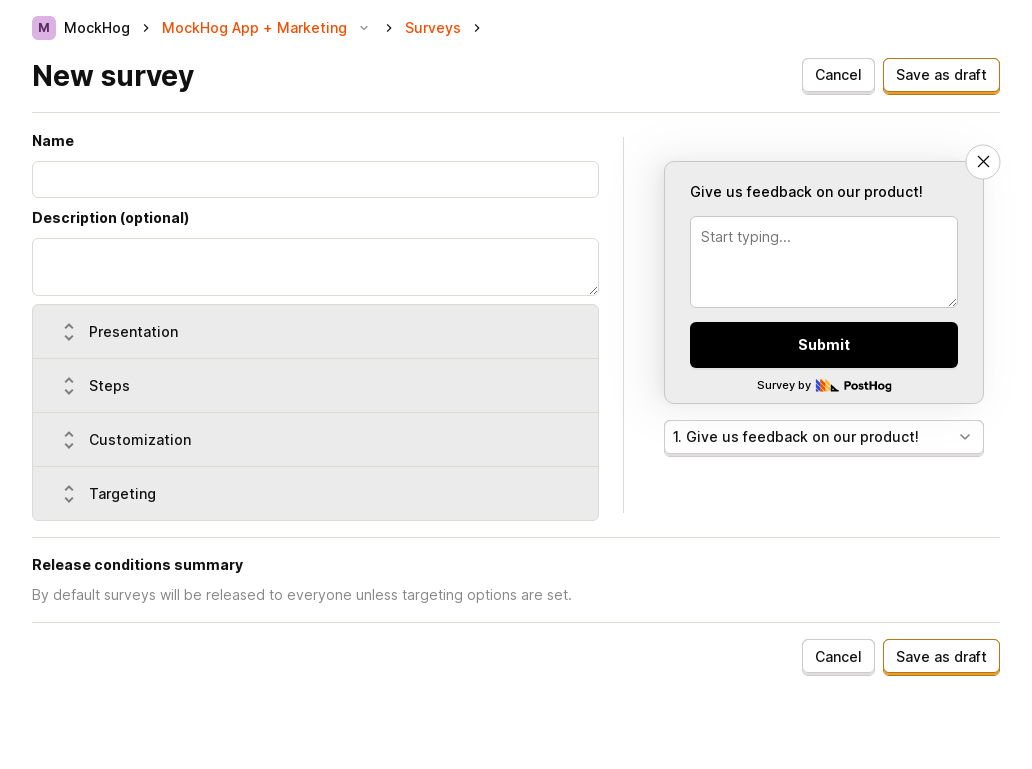 M MockHog MockHog App + Marketing Surveys
New survey
Cancel Save as draft
Name
Description (optional)
Presentation
Steps
Customization
Targeting
Give us feedback on our product!
Start typing...
Submit
Survey by PostHog
1. Give us feedback on our product!
Release conditions summary
By default surveys will be released to everyone unless targeting options are set.
Cancel Save as draft